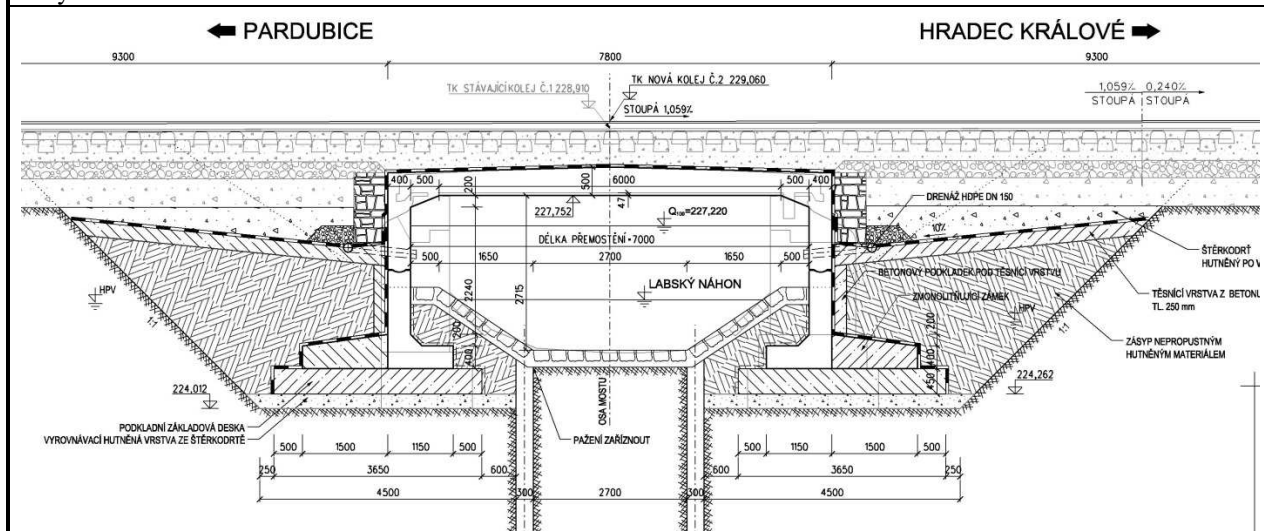 PARDUBICE
HRADEC KRÁLOVÉ
9300
7800
9300
TK STÁVAJÍCÍ KOLEJ Č.1 228,910
TK NOVÁ KOLEJ Č.2 229,060
STOUPÁ 1,059%
1,059% 0,240%
STOUPÁ STOUPÁ
400 500
200
6000
500
47
500 400
227,752
Q100=227,220
DRENÁŽ HDPE DN 150
10%
DÉLKA PŘEMOSTĚNÍ=7000
500 1650 2700 1650 500
ŠTĚRKODRŤ
HUTNĚNÝ PO V
BETONOVÝ PODKLADEK POD TĚSNÍCÍ VRSTVU
LABSKÝ NÁHON
ZMONOLITŇUJÍCÍ ZÁMEK
TĚSNÍCÍ VRSTVA Z BETONU
TL. 250 mm
HPV
HPV
1:1
1:1
2240
2715
200
400
200
400
450
ZÁSYP NEPROPUSTNÝM
HUTNĚNÝM MATERIÁLEM
224,012
224,262
OSA MOSTU
PODKLADNÍ ZÁKLADOVÁ DESKA
VYROVNÁVACÍ HUTNĚNÁ VRSTVA ZE ŠTĚRKODRTĚ
PAŽENÍ ZAŘÍZNOUT
500 1500 1150 500
500 1150 1500 500
250 3650 600
600 3650 250
4500 300 2700 300 4500